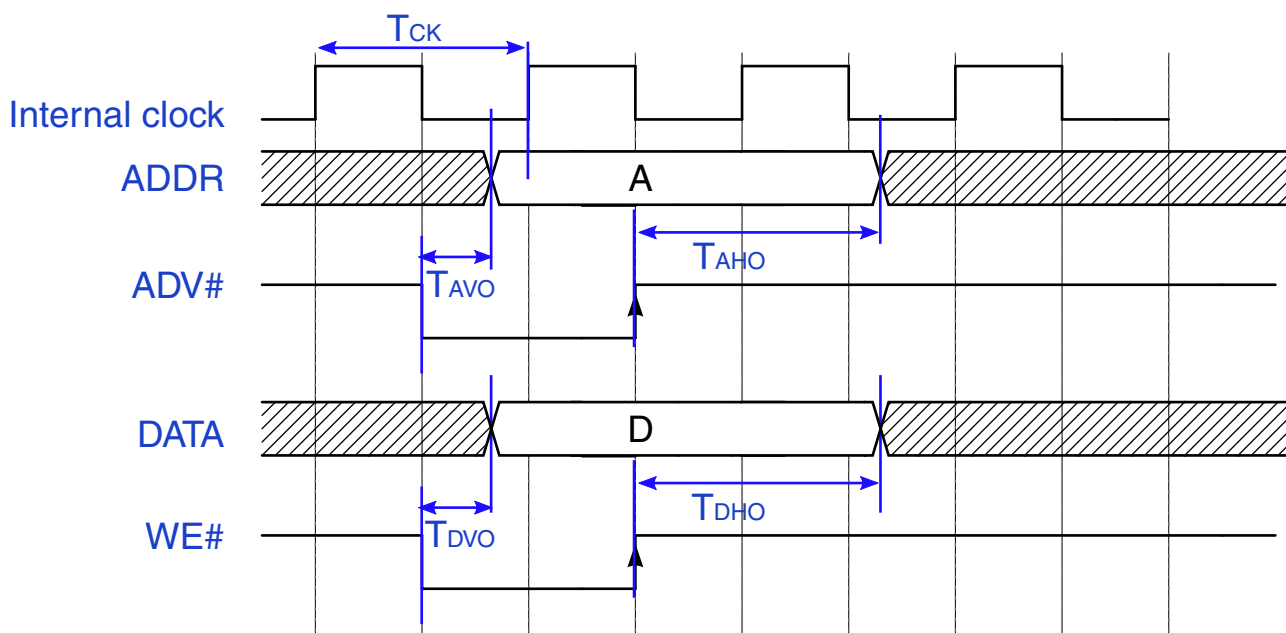 TCK
Internal clock
ADDR
A
TAHO
ADV#
TAVO
DATA
D
TDHO
WE#
TDVO